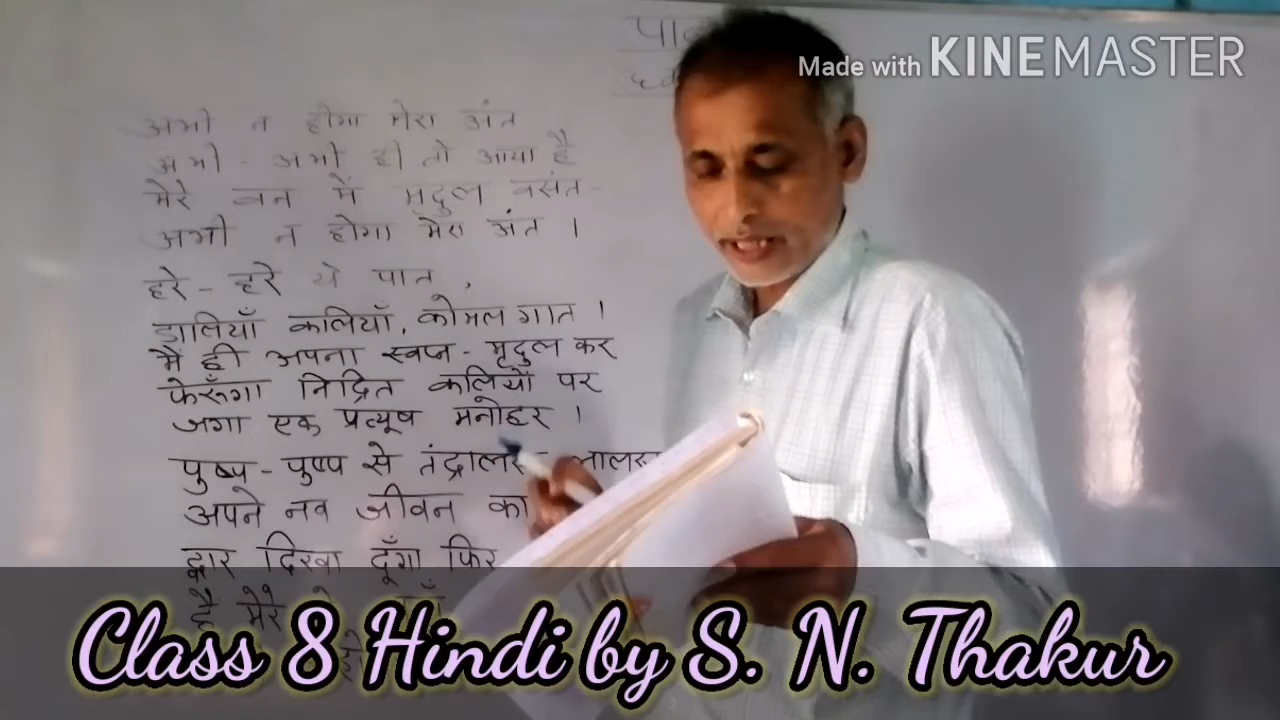 Made with KINEMASTER
अभी न होगा मेरा अंत
अभी - अभी ही तो आया है
मेरे वन में मृदुल वसंत -
अभी न होगा मेरा अंत ।
हरे - हरे ये पात ,
डालियाँ कलियाँ, कोमल गात ।
मैं ही अपना स्वप्न - मृदुल कर
फेरूँगा निद्रित कलियों पर
जगा एक प्रत्यूष मनोहर ।
पुष्प - पुष्प से तंद्रालस -
अपने नव जीवन का
द्वार दिखा दूँगा फिर
है मेरे
Class 8 Hindi by S. N. Thakur